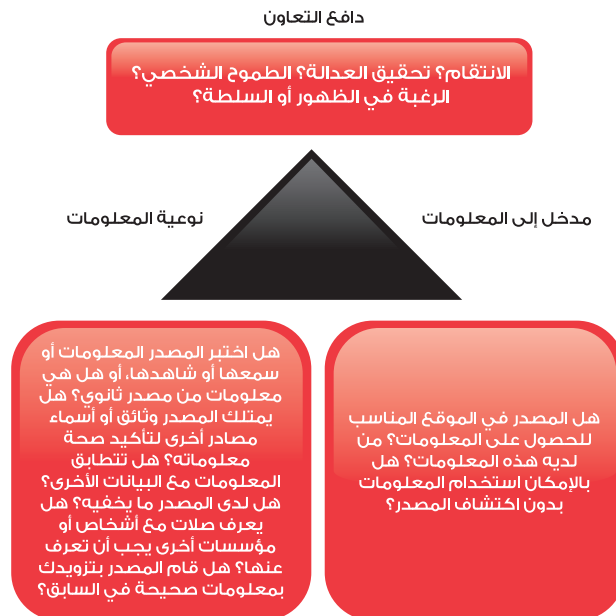 دافع التعاون
الانتقام؟ تحقيق العدالة؟ الطموح الشخصي؟
الرغبة في الظهور أو السلطة؟
مدخل إلى المعلومات
نوعية المعلومات
هل المصدر في الموقع المناسب
للحصول على المعلومات؟ من
لديه هذه المعلومات؟ هل
بالإمكان استخدام المعلومات
بدون اكتشاف المصدر؟
هل اختبر المصدر المعلومات أو
سمعها أو شاهدها، أو هل هي
معلومات من مصدر ثانوي؟ هل
يمتلك المصدر وثائق أو أسماء
مصادر أخرى لتأكيد صحة
معلوماته؟ هل تتطابق
المعلومات مع البيانات الأخرى؟
هل لدى المصدر ما يخفيه؟ هل
يعرف صلات مع أشخاص أو
مؤسسات أخرى يجب أن تعرف
عنها؟ هل قام المصدر بتزويدك
بمعلومات صحيحة في السابق؟